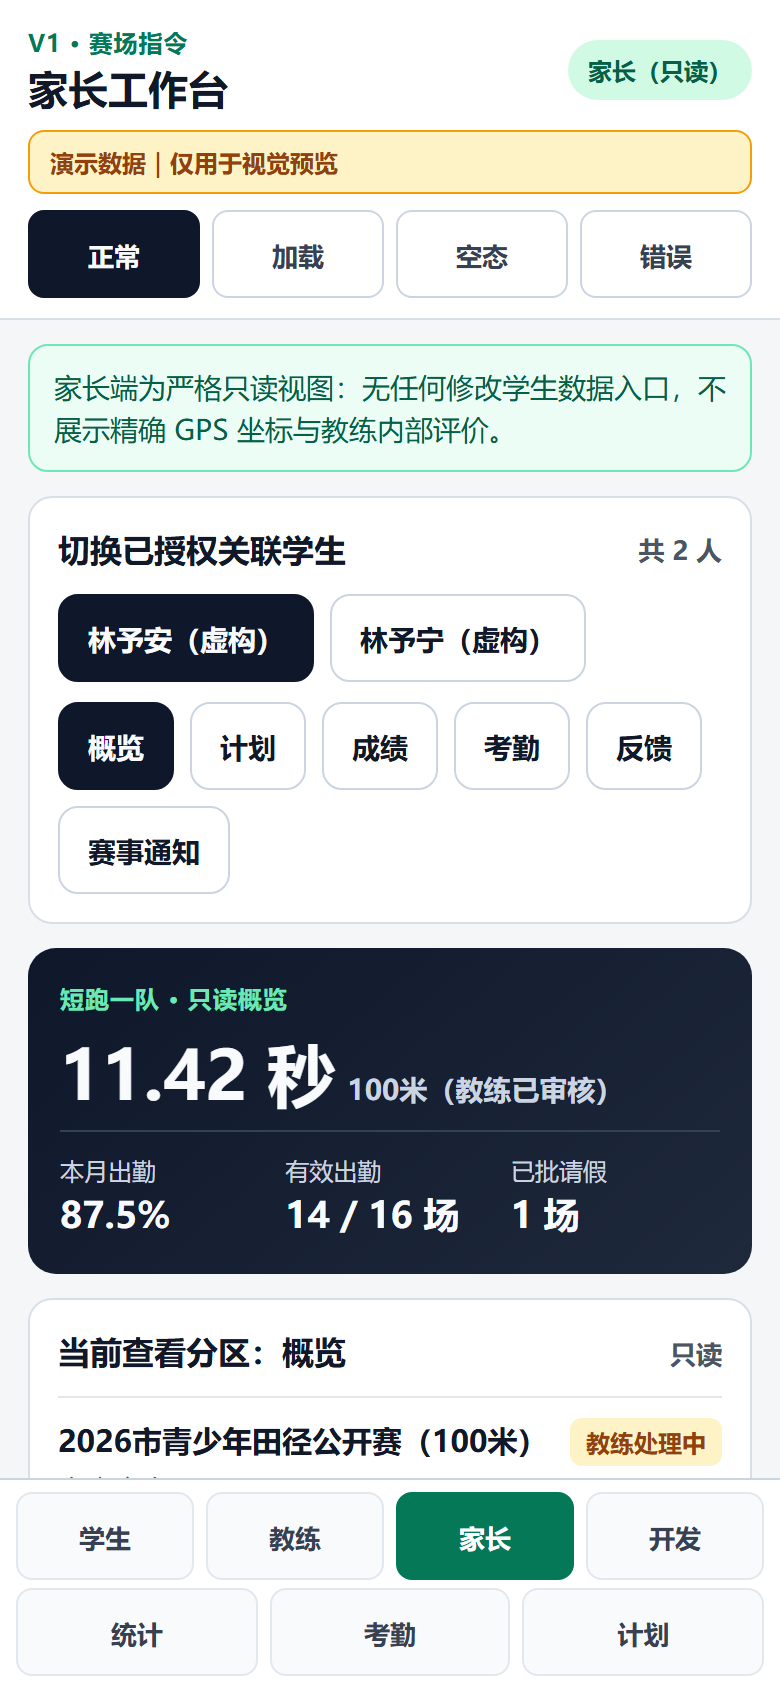 V1 • 赛场指令
家长工作台
家长（只读）
演示数据｜仅用于视觉预览
正常
加载
空态
错误
家长端为严格只读视图：无任何修改学生数据入口，不
展示精确 GPS 坐标与教练内部评价。
切换已授权关联学生
共 2 人
林予安（虚构）
林予宁（虚构）
概览
计划
成绩
考勤
反馈
赛事通知
短跑一队 • 只读概览
11.42 秒 100米（教练已审核）
本月出勤
有效出勤
已批请假
87.5%
14 / 16 场
1 场
当前查看分区：概览
只读
2026市青少年田径公开赛（100米）
教练处理中
学生
教练
家长
开发
统计
考勤
计划